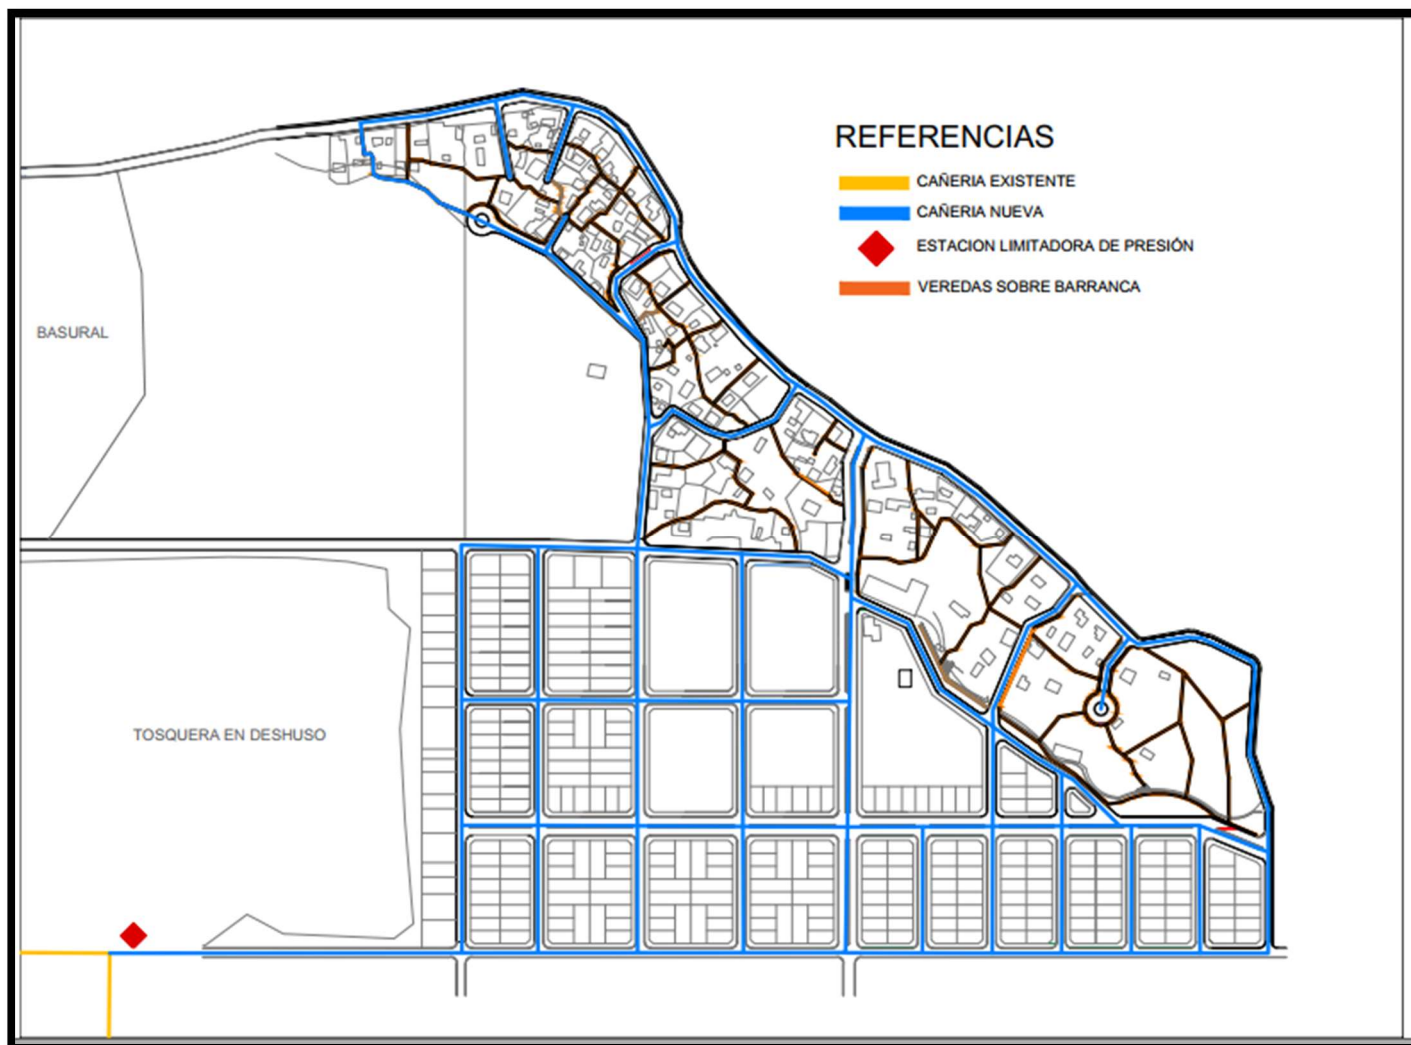 REFERENCIAS
CAÑERIA EXISTENTE
CAÑERIA NUEVA
ESTACION LIMITADORA DE PRESIÓN
VEREDAS SOBRE BARRANCA
BASURAL
TOSQUERA EN DESHUSO